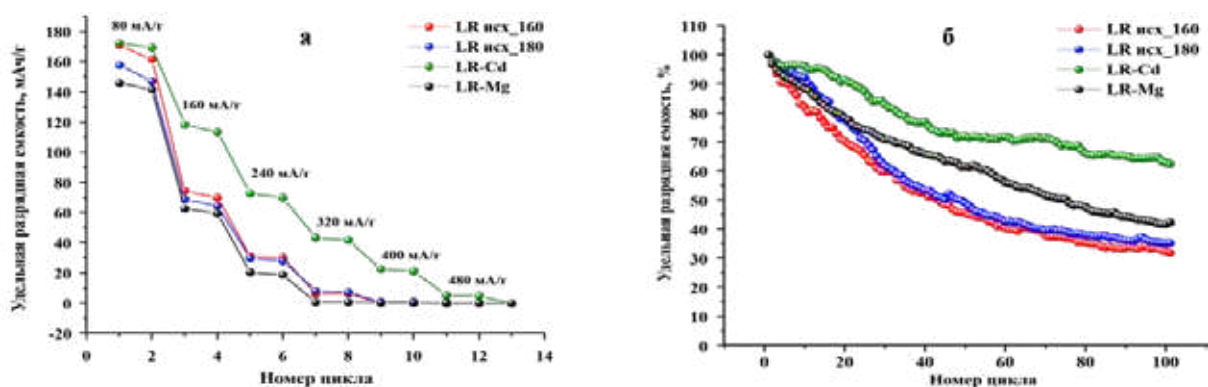 а
LR исх_160
LR исх_180
LR-Cd
LR-Mg
80 мА/г
160 мА/г
240 мА/г
320 мА/г
400 мА/г
480 мА/г
Удельная разрядная емкость, мАч/г
180
160
140
120
100
80
60
40
20
0
-20
0 2 4 6 8 10 12 14
Номер цикла
б
LR исх_160
LR исх_180
LR-Cd
LR-Mg
Удельная разрядная емкость, %
110
100
90
80
70
60
50
40
30
20
10
0
0 20 40 60 80 100
Номер цикла